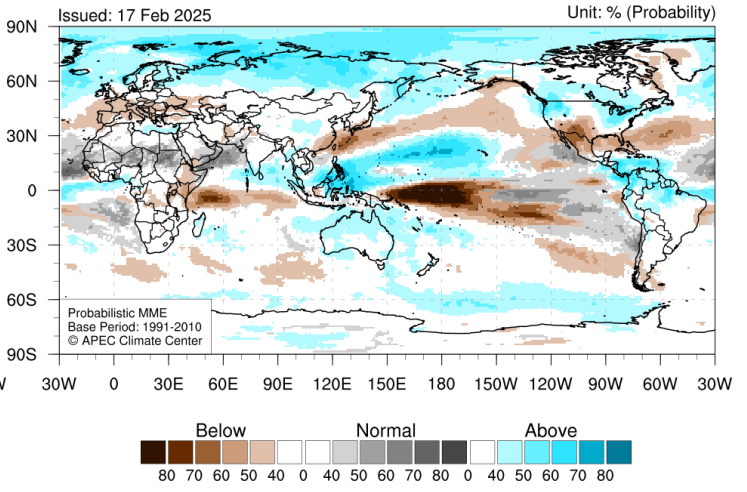 Issued: 17 Feb 2025
Unit: % (Probability)
90N
60N
30N
0
30S
60S
90S
Probabilistic MME
Base Period: 1991-2010
© APEC Climate Center
W 30W 0 30E 60E 90E 120E 150E 180 150W 120W 90W 60W 30W
Below Normal Above
80 70 60 50 40 0 40 50 60 70 80 0 40 50 60 70 80